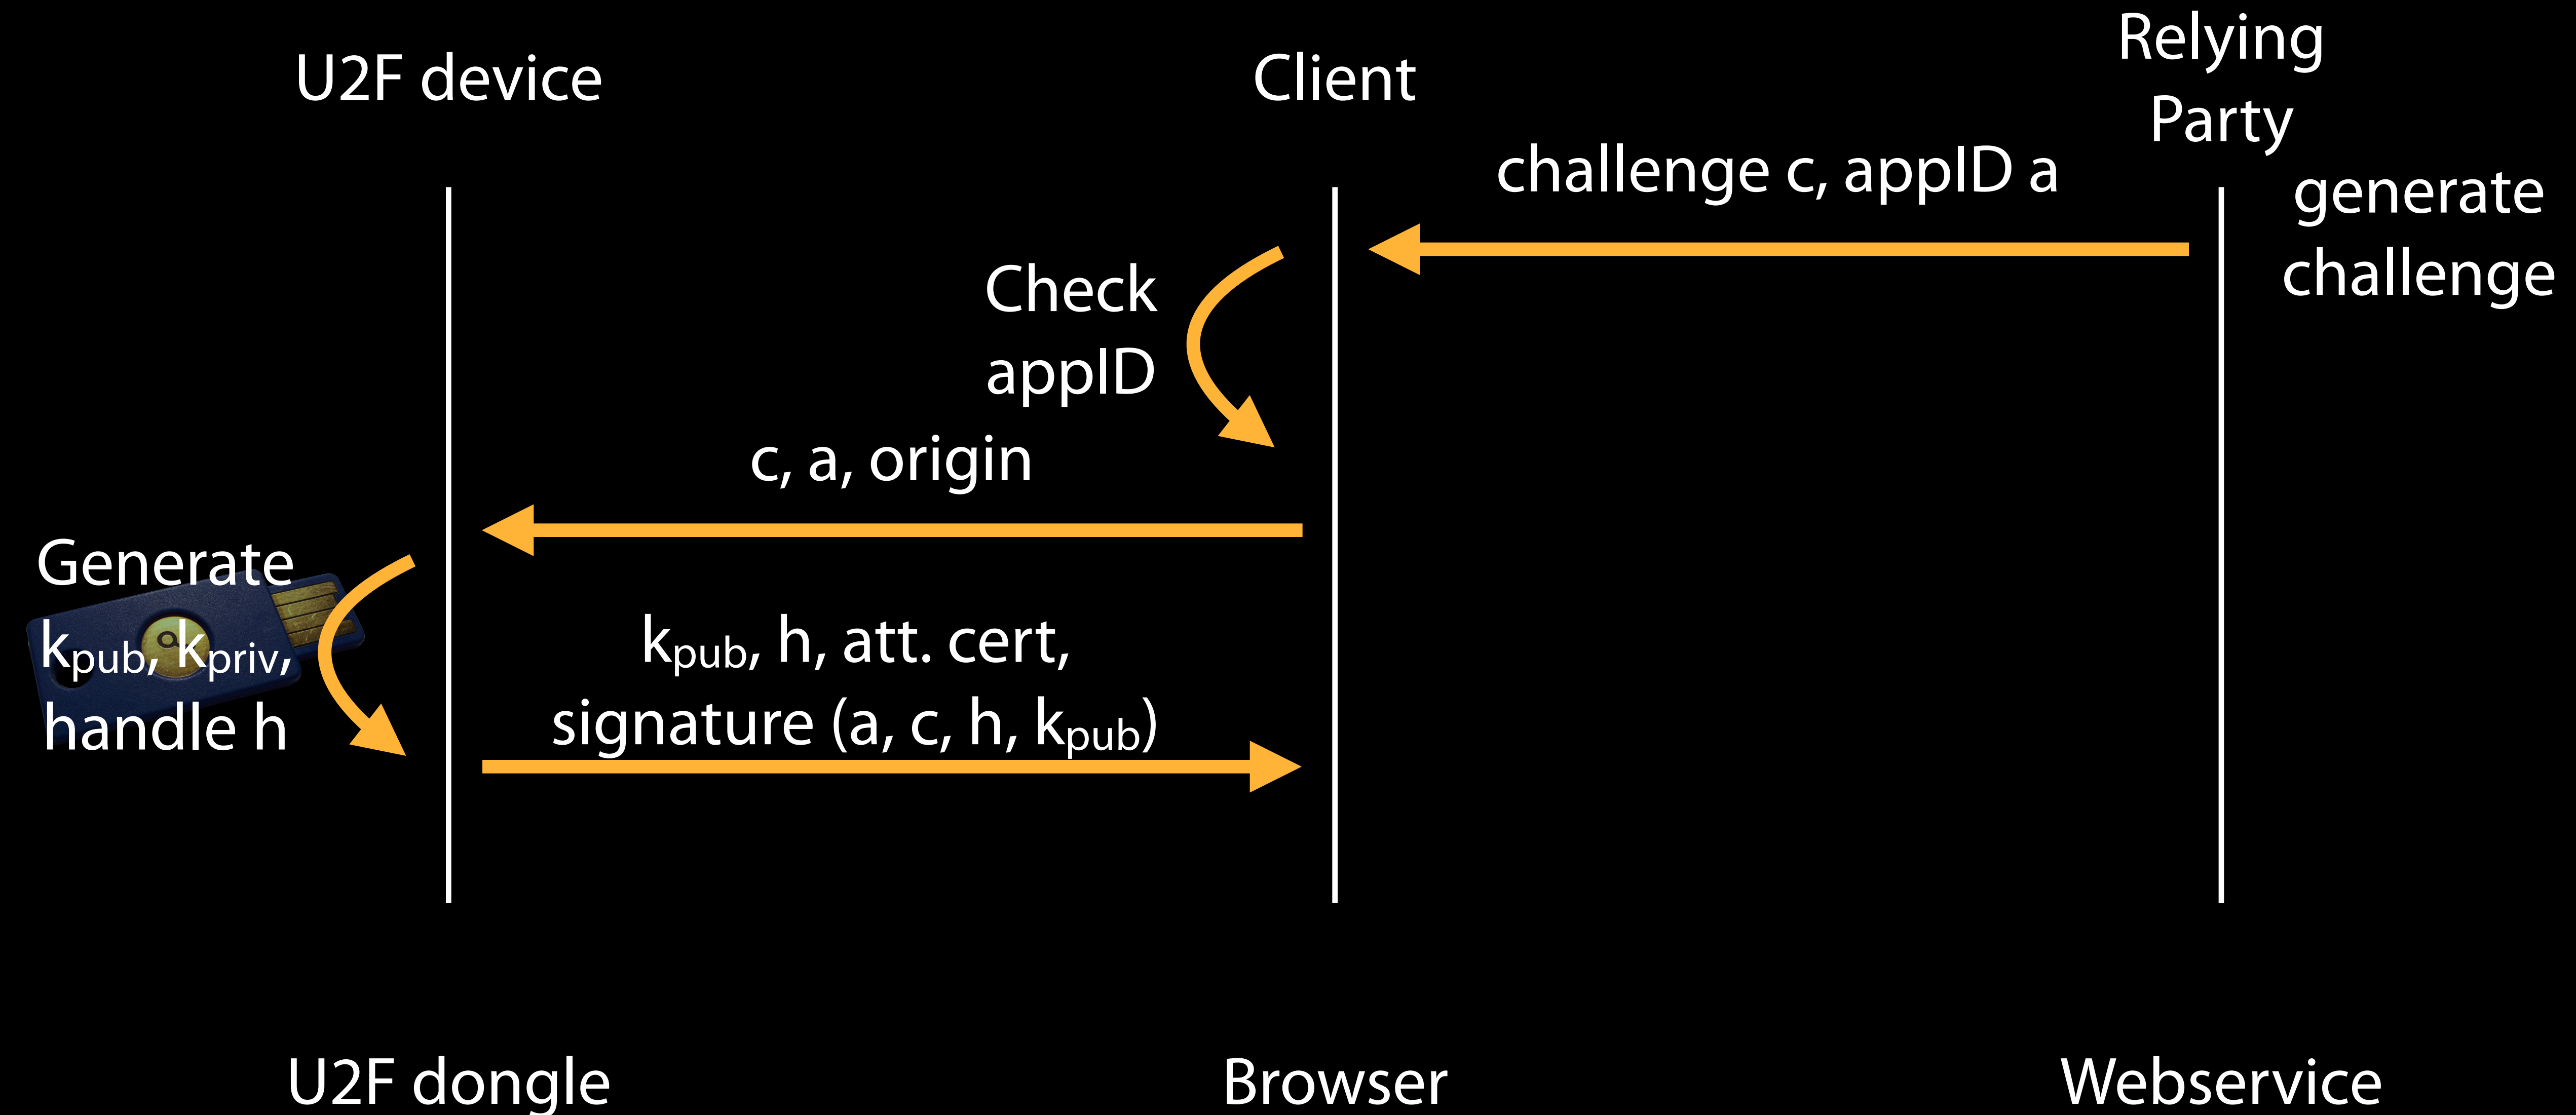 U2F device
Client
Relying
Party
challenge c, appID a
generate
challenge
Check
appID
c, a, origin
Generate
kpub, kpriv,
handle h
kpub, h, att. cert,
signature (a, c, h, kpub)
U2F dongle
Browser
Webservice